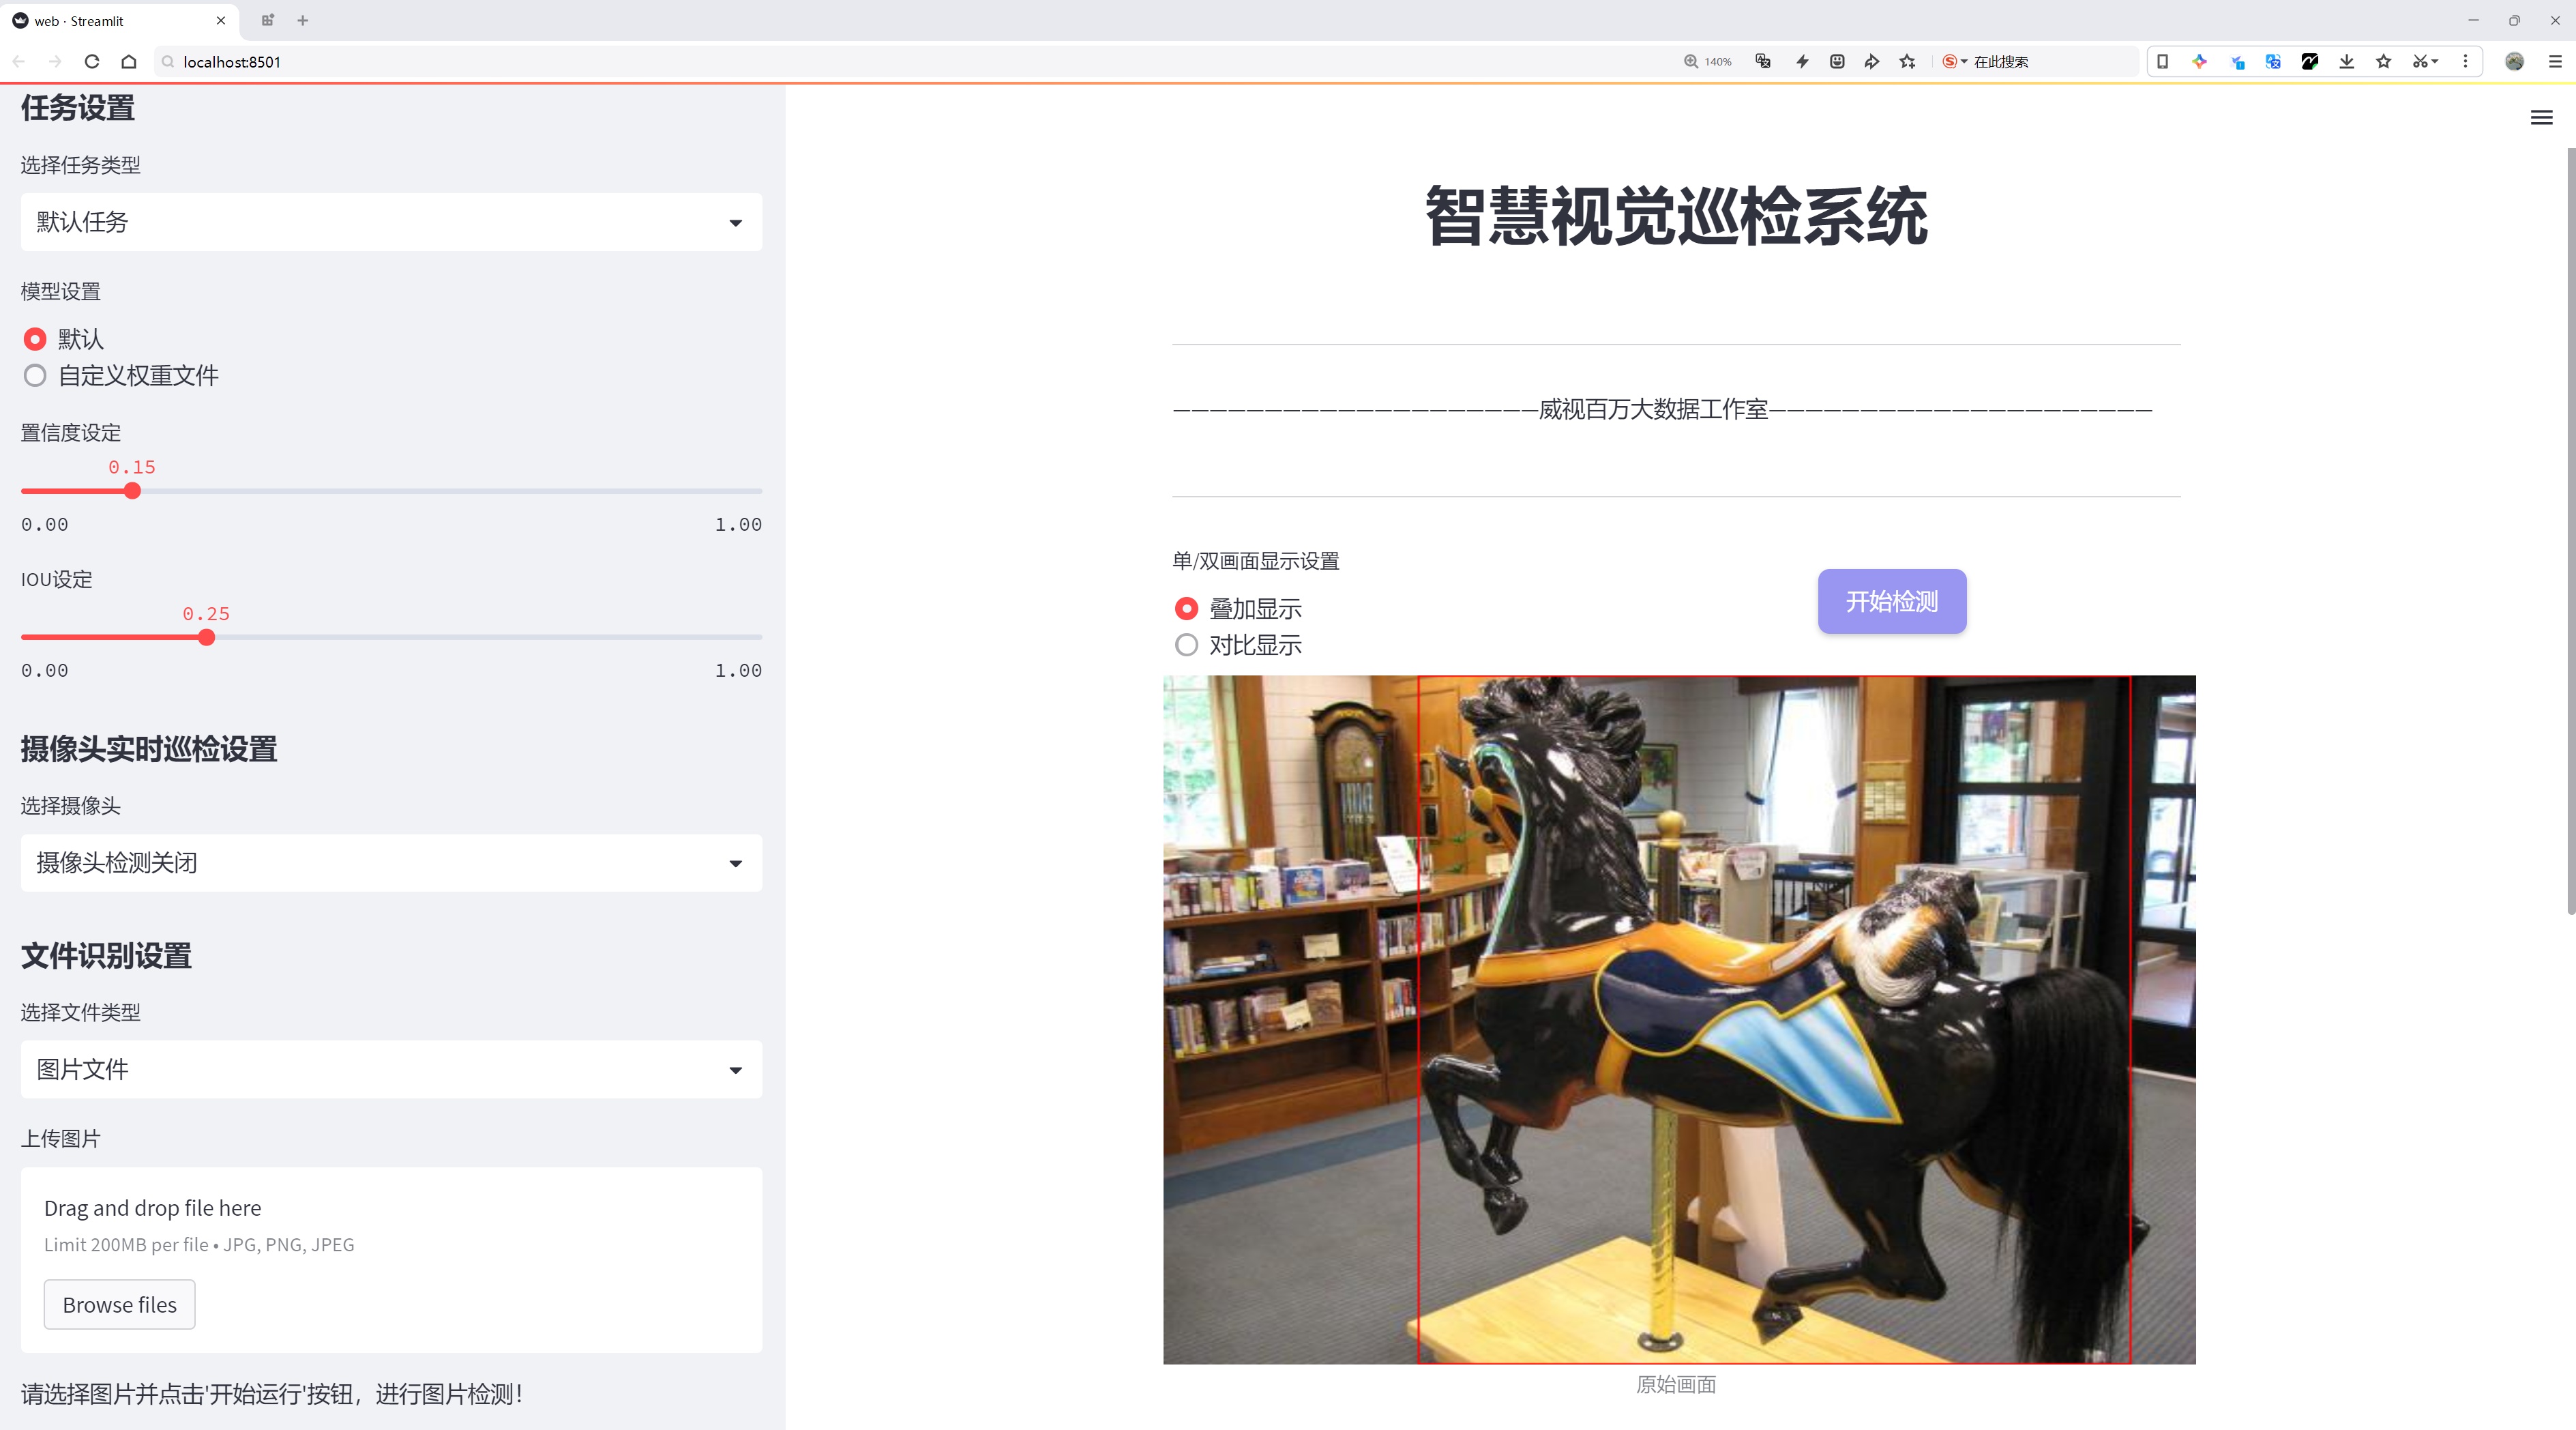 web · Streamlit
localhost:8501
140%
在此搜索
任务设置
选择任务类型
默认任务
模型设置
默认
自定义权重文件
置信度设定
0.15
0.00
1.00
IOU设定
0.25
0.00
1.00
摄像头实时巡检设置
选择摄像头
摄像头检测关闭
文件识别设置
选择文件类型
图片文件
上传图片
Drag and drop file here
Limit 200MB per file • JPG, PNG, JPEG
Browse files
请选择图片并点击'开始运行'按钮，进行图片检测！
智慧视觉巡检系统
————————————————————威视百万大数据工作室—————————————————————
单/双画面显示设置
叠加显示
对比显示
开始检测
原始画面